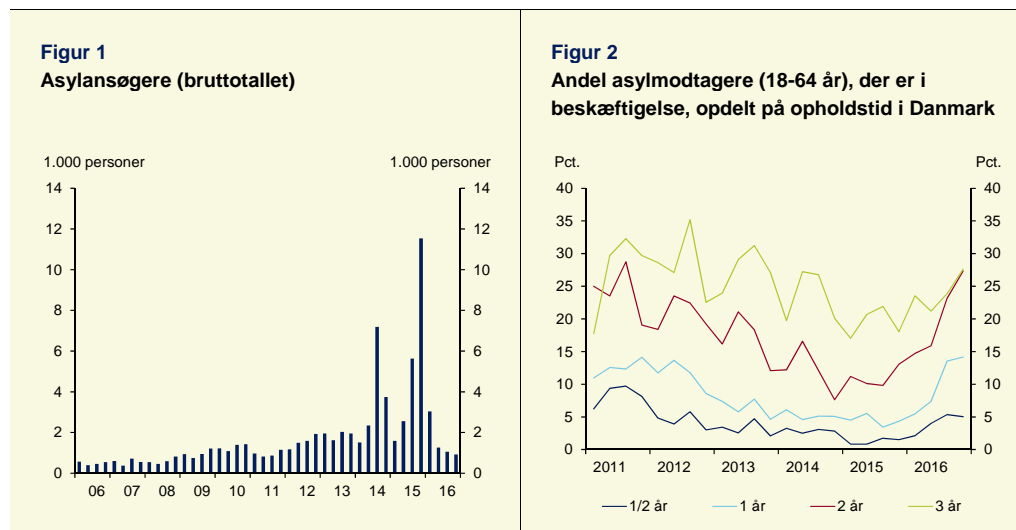 Figur 1
Asylansøgere (bruttotallet)
1.000 personer 1.000 personer
14 14
12 12
10 10
8 8
6 6
4 4
2 2
0 0
06 07 08 09 10 11 12 13 14 15 16
Figur 2
Andel asylmodtagere (18-64 år), der er i
beskæftigelse, opdelt på opholdstid i Danmark
Pct. Pct.
40 40
35 35
30 30
25 25
20 20
15 15
10 10
5 5
0 0
2011 2012 2013 2014 2015 2016
1/2 år 1 år 2 år 3 år